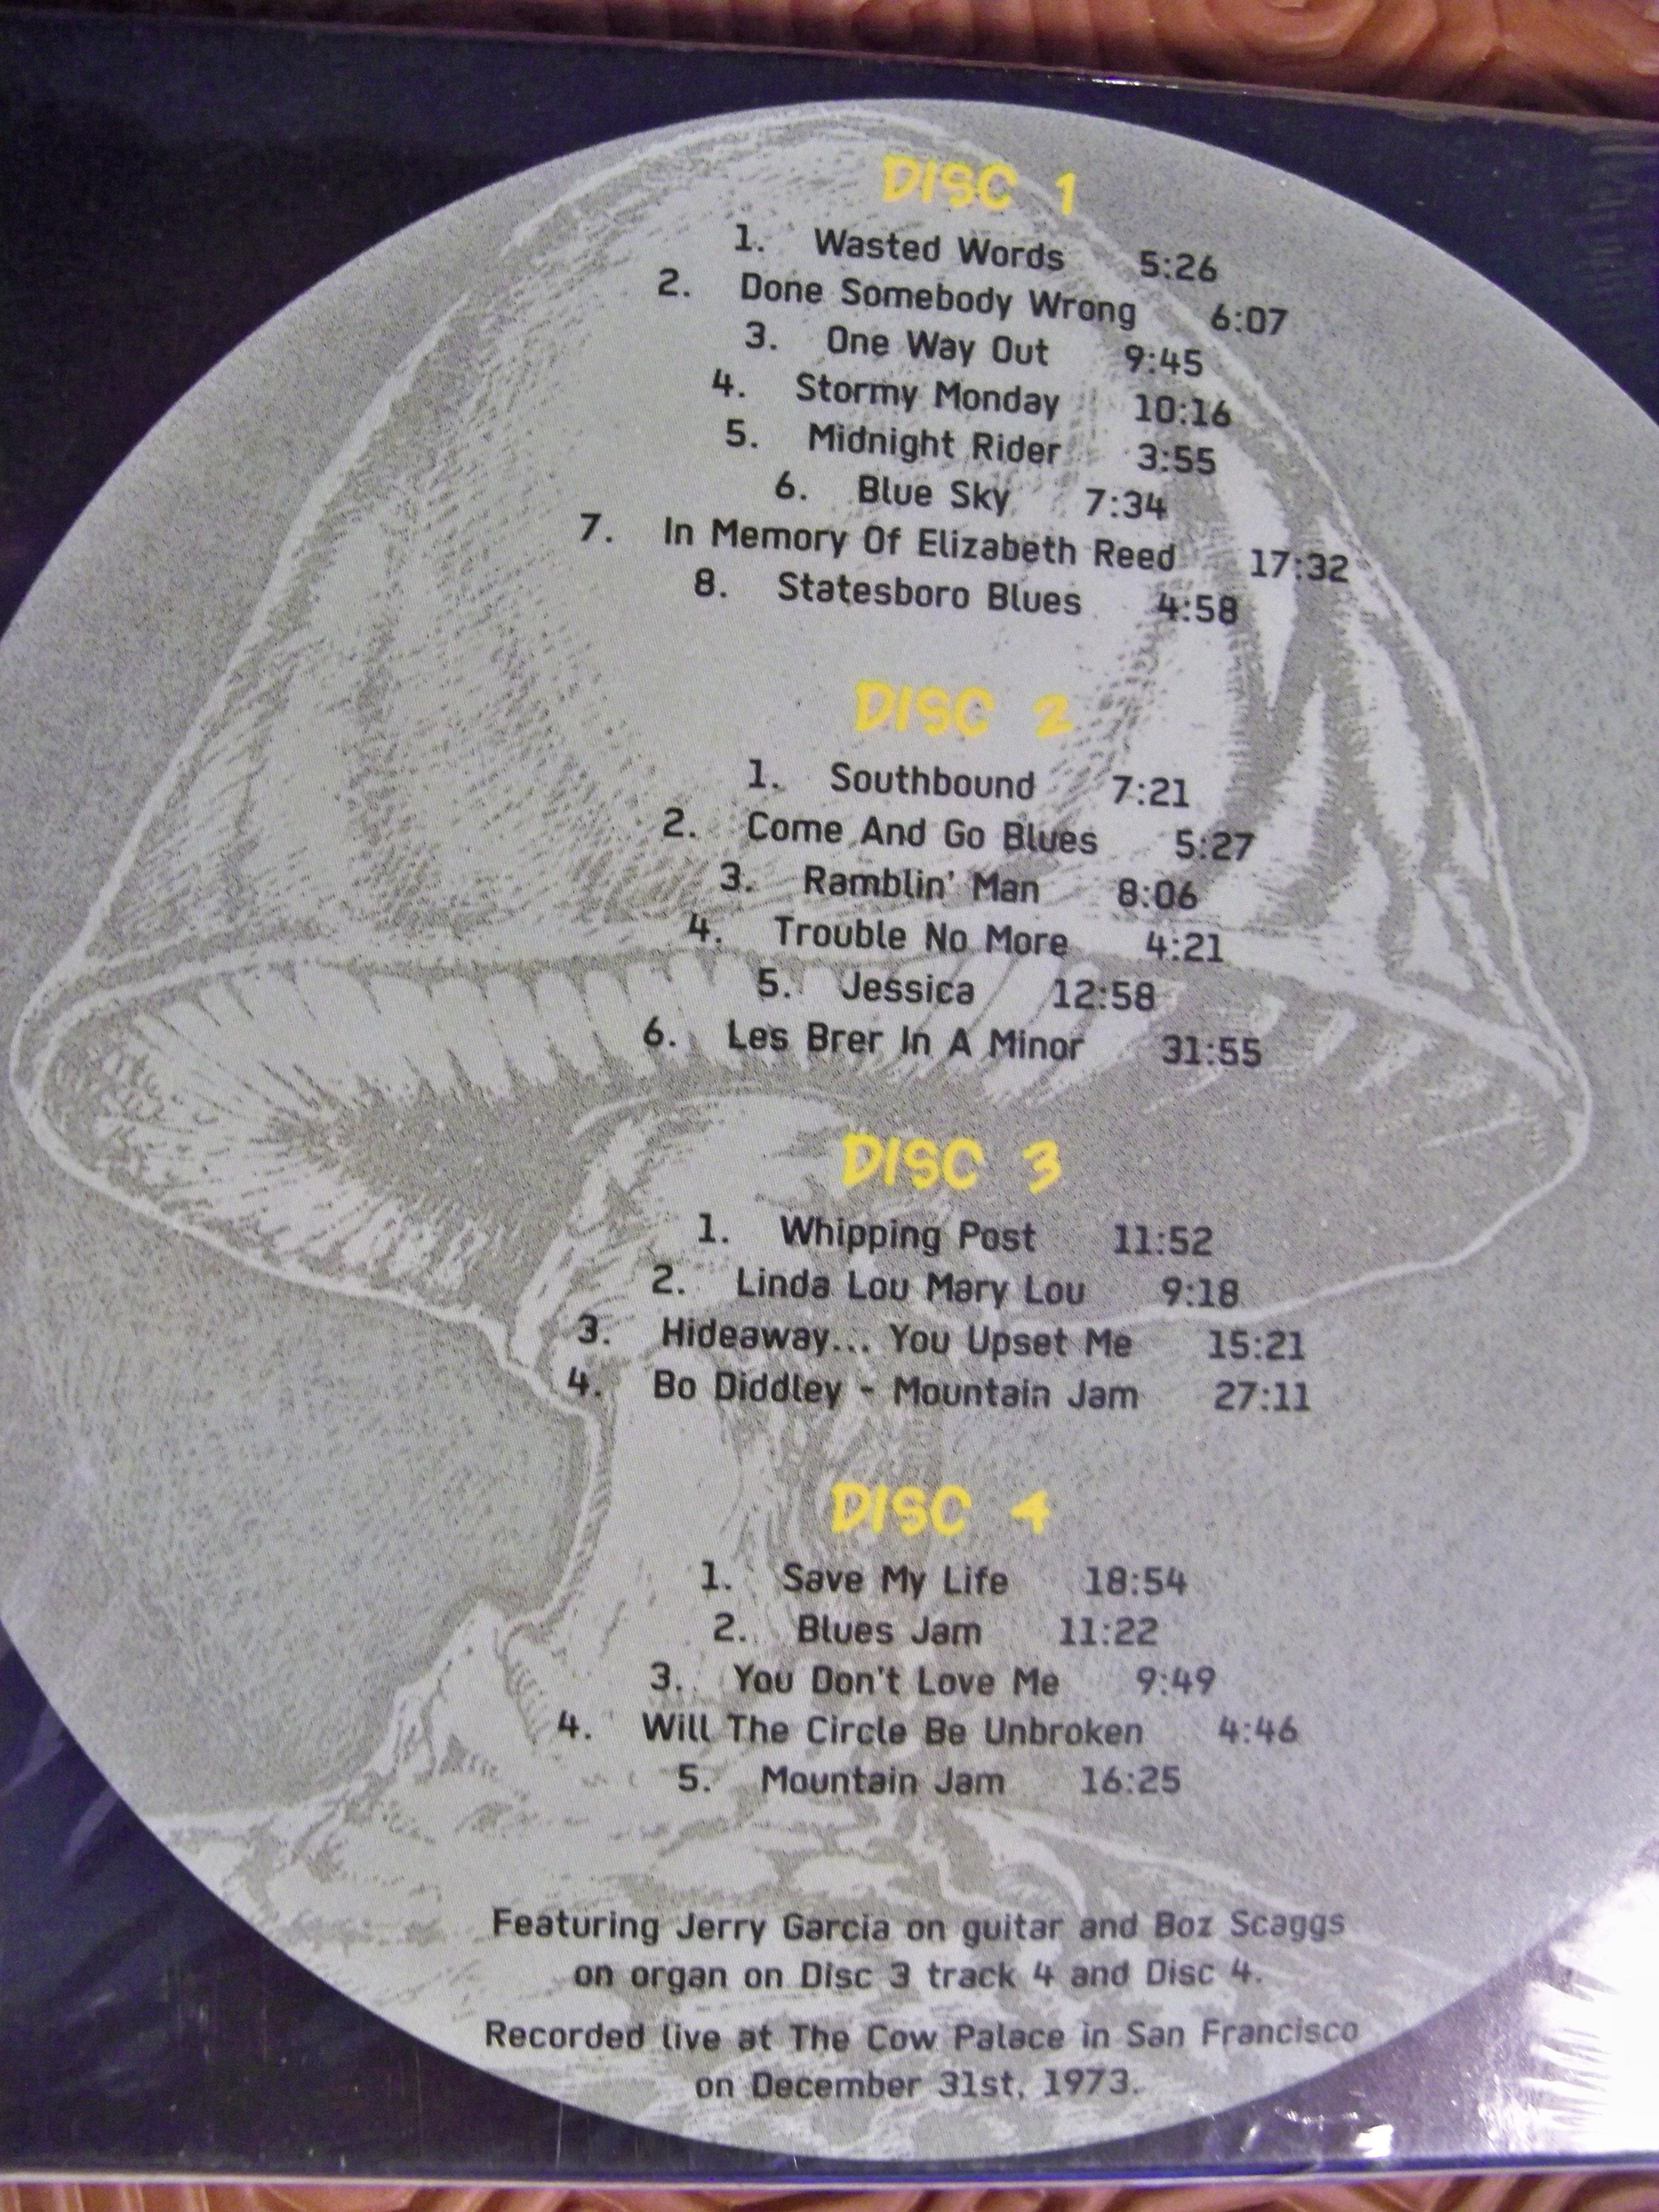 DISC 1
1. Wasted Words 5:26
2. Done Somebody Wrong 6:07
3. One Way Out 9:45
4. Stormy Monday 10:16
5. Midnight Rider 3:55
6. Blue Sky 7:34
7. In Memory Of Elizabeth Reed 17:32
8. Statesboro Blues 4:58
DISC 2
1. Southbound 7:21
2. Come And Go Blues 5:27
3. Ramblin' Man 8:06
4. Trouble No More 4:21
5. Jessica 12:58
6. Les Brer In A Minor 31:55
DISC 3
1. Whipping Post 11:52
2. Linda Lou Mary Lou 9:18
3. Hideaway... You Upset Me 15:21
4. Bo Diddley - Mountain Jam 27:11
DISC 4
1. Save My Life 18:54
2. Blues Jam 11:22
3. You Don't Love Me 9:49
4. Will The Circle Be Unbroken 4:46
5. Mountain Jam 16:25
Featuring Jerry Garcia on guitar and Boz Scaggs
on organ on Disc 3 track 4 and Disc 4.
Recorded live at The Cow Palace in San Francisco
on December 31st, 1973.